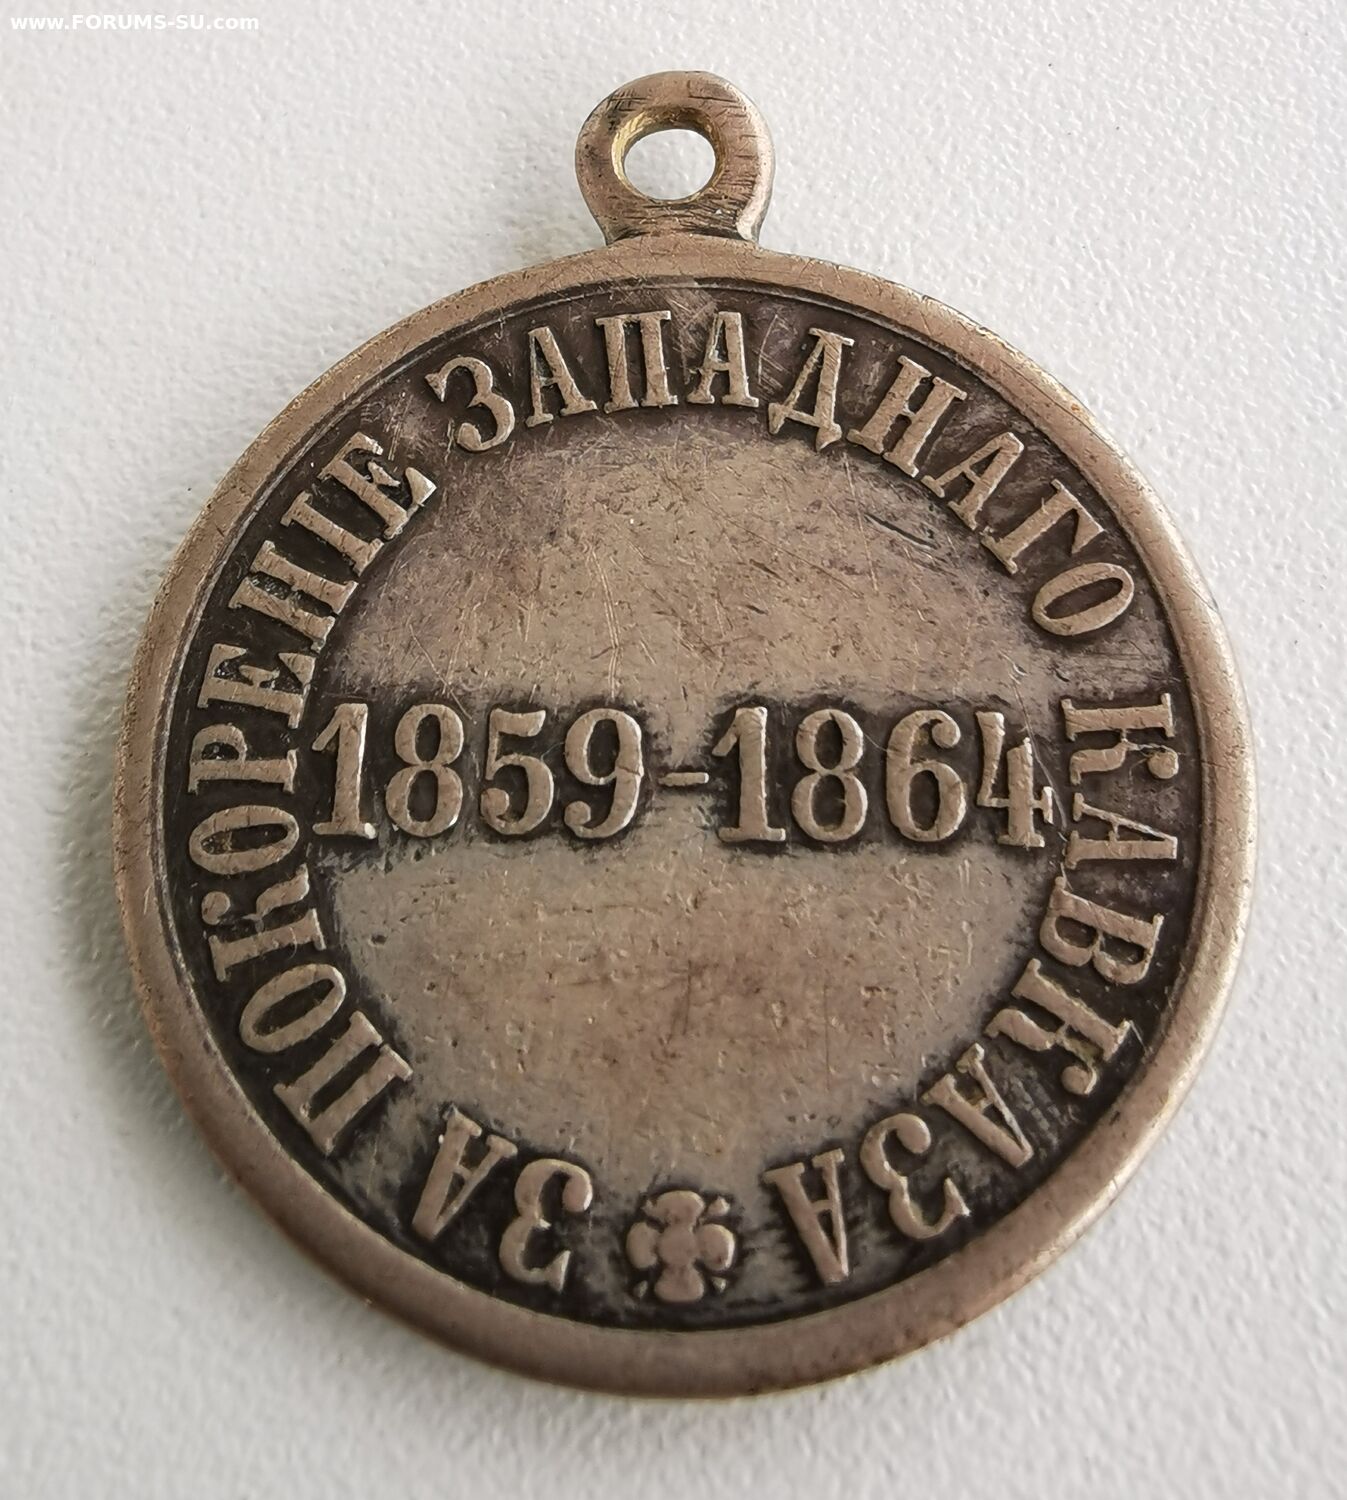 www.FORUMS-SU.com
ЗА ПОКОРЕНІЕ ЗАПАДНАГО КАВКАЗА
1859-1864